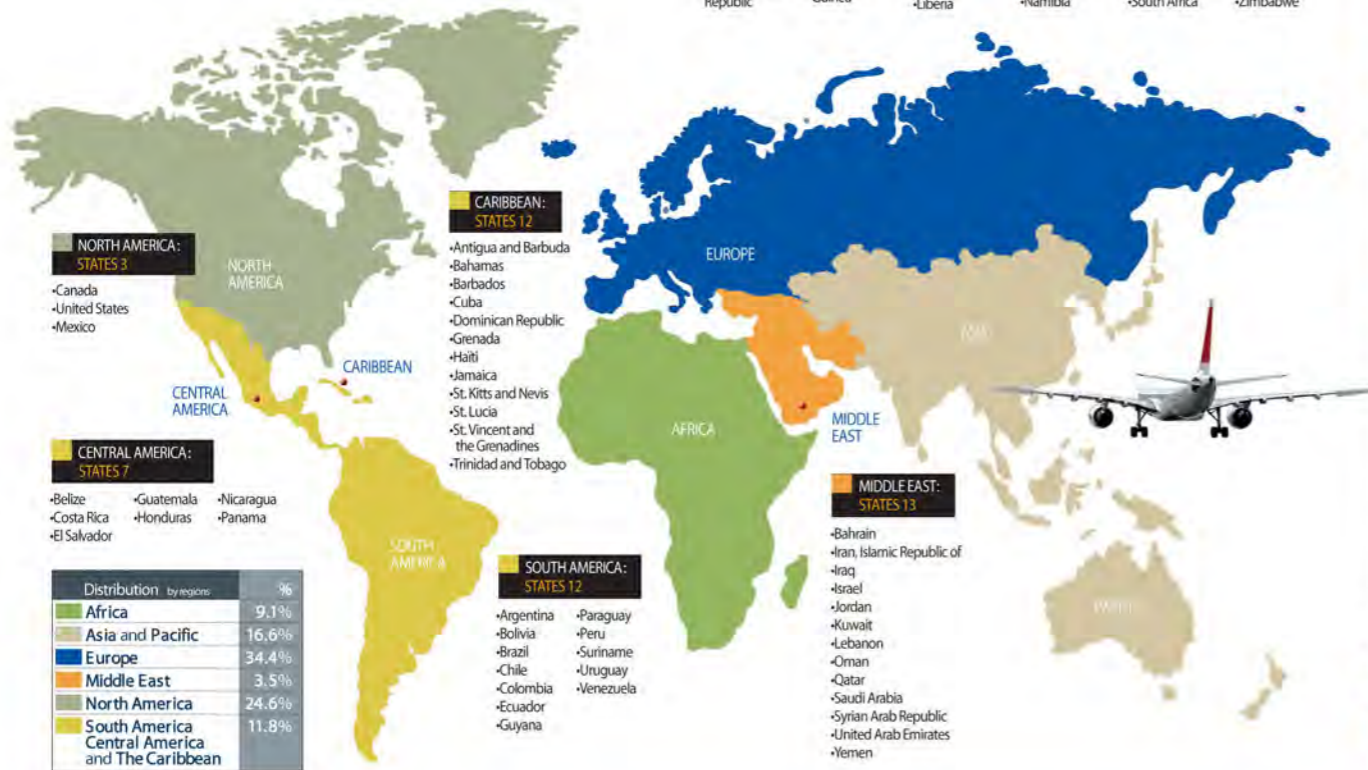 Republic
Guinea
•Liberia
•Namibia
•South Africa
•Zimbabwe
NORTH AMERICA:
STATES 3
•Canada
•United States
•Mexico
NORTH
AMERICA
CARIBBEAN:
STATES 12
•Antigua and Barbuda
•Bahamas
•Barbados
•Cuba
•Dominican Republic
•Grenada
•Haïti
•Jamaica
•St. Kitts and Nevis
•St. Lucia
•St. Vincent and
the Grenadines
•Trinidad and Tobago
EUROPE
ASIA
CARIBBEAN
CENTRAL
AMERICA
AFRICA
MIDDLE
EAST
CENTRAL AMERICA:
STATES 7
•Belize
•Costa Rica
•El Salvador
•Guatemala
•Honduras
•Nicaragua
•Panama
SOUTH
AMERICA
SOUTH AMERICA:
STATES 12
•Argentina
•Bolivia
•Brazil
•Chile
•Colombia
•Ecuador
•Guyana
•Paraguay
•Peru
•Suriname
•Uruguay
•Venezuela
MIDDLE EAST:
STATES 13
•Bahrain
•Iran, Islamic Republic of
•Iraq
•Israel
•Jordan
•Kuwait
•Lebanon
•Oman
•Qatar
•Saudi Arabia
•Syrian Arab Republic
•United Arab Emirates
•Yemen
Distribution by regions %
Africa 9.1%
Asia and Pacific 16.6%
Europe 34.4%
Middle East 3.5%
North America 24.6%
South America 11.8%
Central America
and The Caribbean